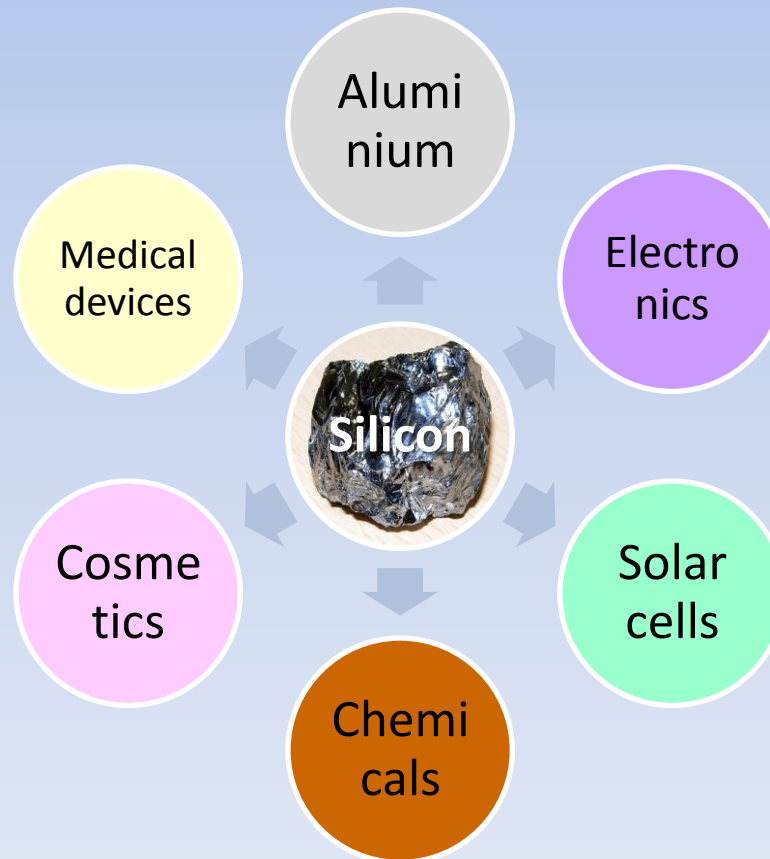 Alumi
nium
Electro
nics
Solar
cells
Chemi
cals
Cosme
tics
Medical
devices
Silicon